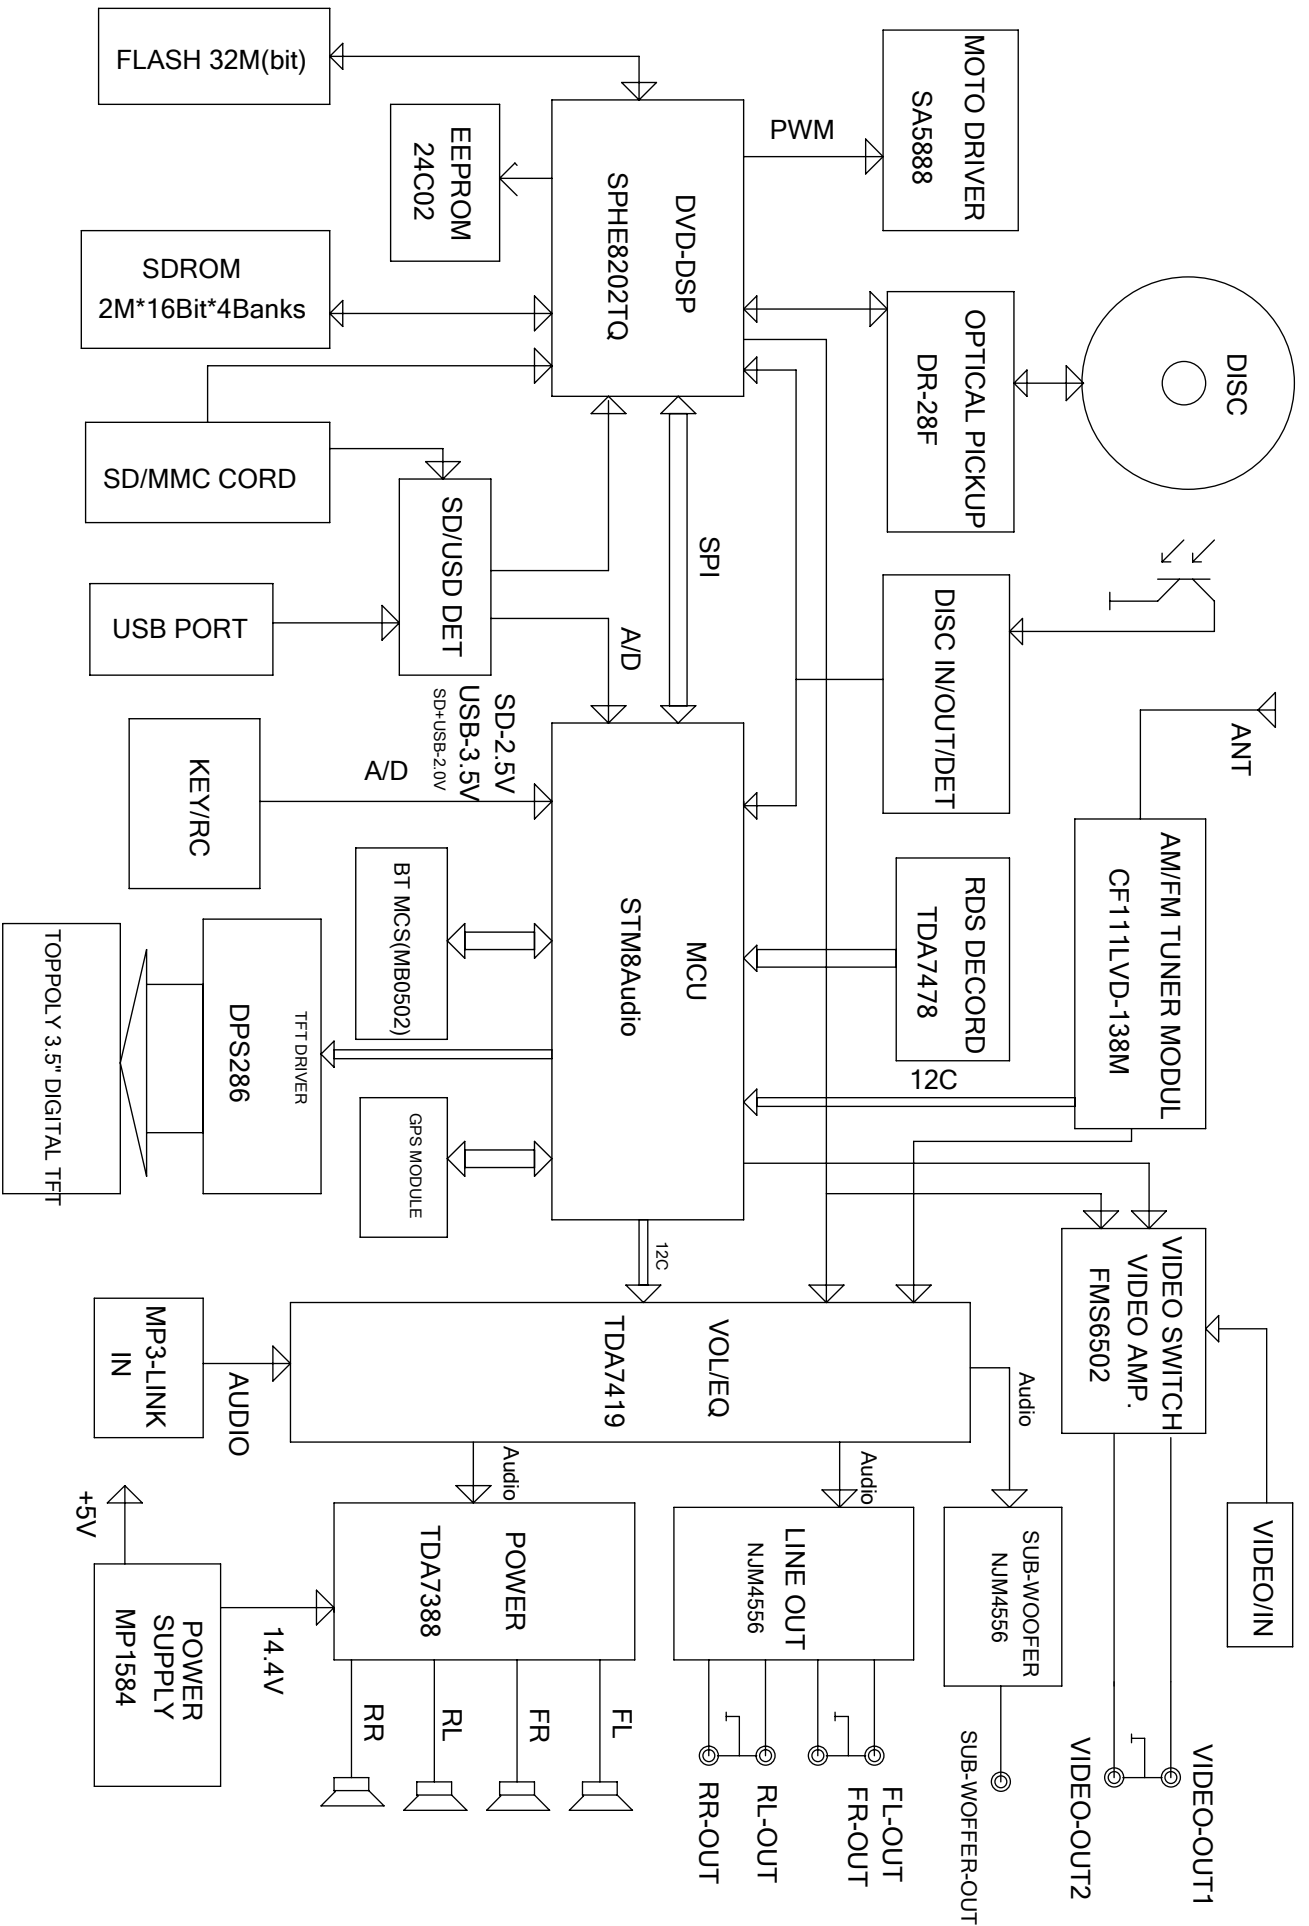 FLASH 32M(bit)
MOTO DRIVER
SA5888
PWM
EEPROM
24C02
DVD-DSP
SPHE8202TQ
SDROM
2M*16Bit*4Banks
OPTICAL PICKUP
DR-28F
DISC
SD/MMC CORD
SD/USD DET
SPI
USB PORT
A/D
DISC IN/OUT/DET
SD-2.5V
USB-3.5V
SD+USB-2.0V
ANT
KEY/RC
A/D
MCU
STM8Audio
BT MCS(MB0502)
RDS DECORD
TDA7478
AM/FM TUNER MODUL
CF111LVD-138M
12C
TOPPOLY 3.5" DIGITAL TFT
TFT DRIVER
DPS286
GPS MODULE
12C
VIDEO SWITCH
VIDEO AMP.
FMS6502
MP3-LINK
IN
AUDIO
VOL/EQ
TDA7419
Audio
Audio
Audio
VIDEO/IN
+5V
POWER
SUPPLY
MP1584
14.4V
POWER
TDA7388
LINE OUT
NJM4556
SUB-WOOFER
NJM4556
RR
RL
FR
FL
RR-OUT
RL-OUT
FR-OUT
FL-OUT
SUB-WOFFER-OUT
VIDEO-OUT2
VIDEO-OUT1